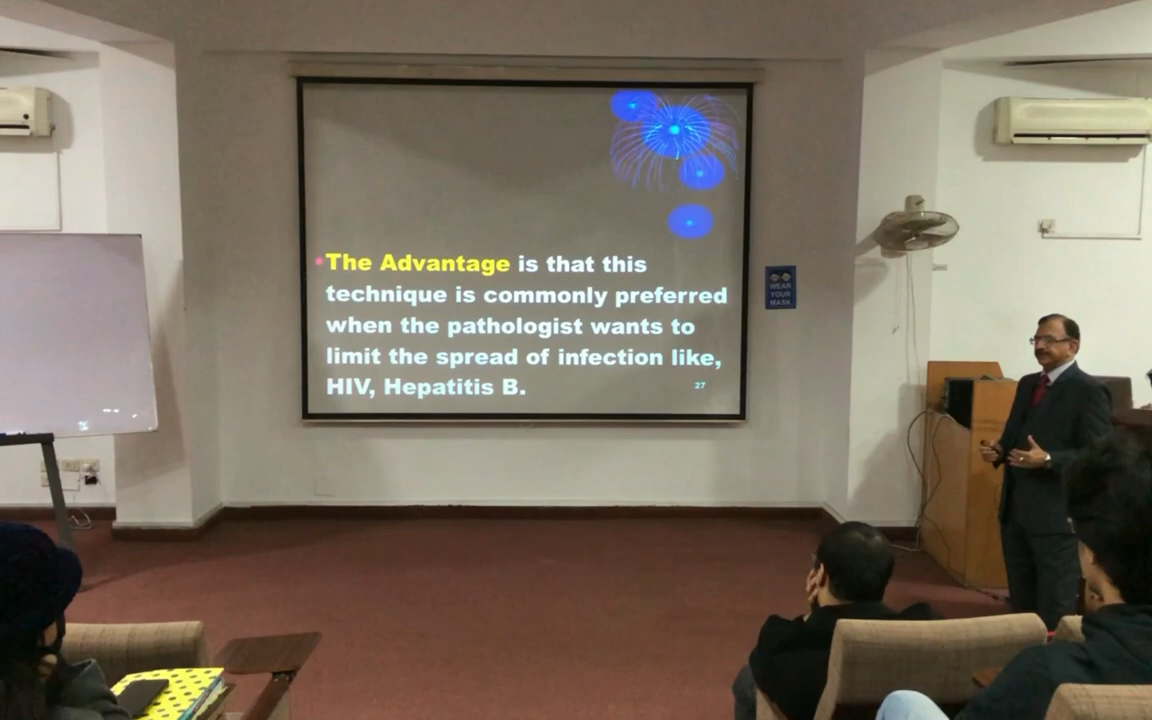 The Advantage is that this
technique is commonly preferred
when the pathologist wants to
limit the spread of infection like,
HIV, Hepatitis B.
27
WEAR
YOUR
MASK